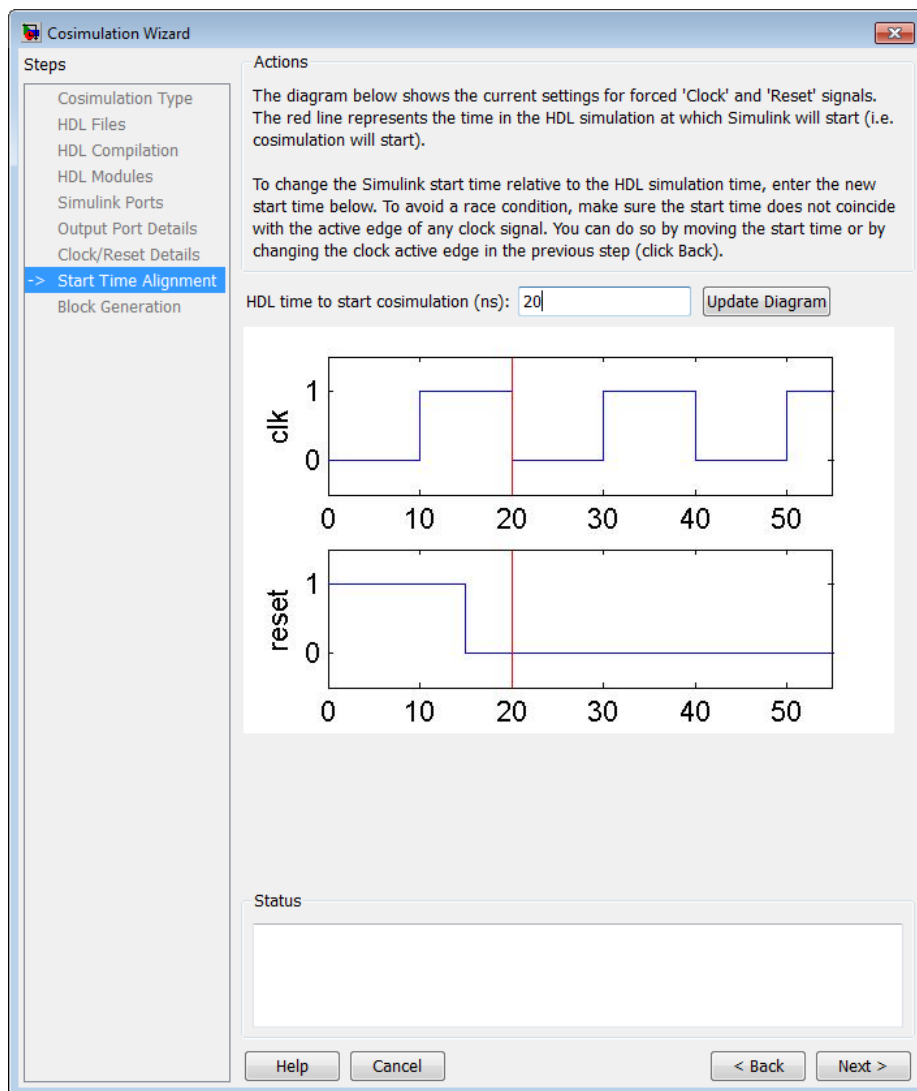 Cosimulation Wizard
Steps
Cosimulation Type
HDL Files
HDL Compilation
HDL Modules
Simulink Ports
Output Port Details
Clock/Reset Details
-> Start Time Alignment
Block Generation
Actions
The diagram below shows the current settings for forced 'Clock' and 'Reset' signals.
The red line represents the time in the HDL simulation at which Simulink will start (i.e.
cosimulation will start).
To change the Simulink start time relative to the HDL simulation time, enter the new
start time below. To avoid a race condition, make sure the start time does not coincide
with the active edge of any clock signal. You can do so by moving the start time or by
changing the clock active edge in the previous step (click Back).
HDL time to start cosimulation (ns): 20 Update Diagram
1
clk
0
0 10 20 30 40 50
1
reset
0
0 10 20 30 40 50
Status
Help Cancel < Back Next >